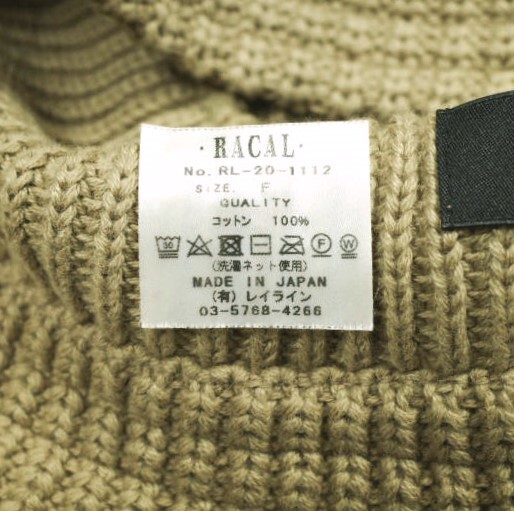 · RACAL ·
No. RL-20-1112
SIZE. F
QUALITY
コットン 100%
30 F W
(洗濯ネット使用)
MADE IN JAPAN
(有) レイライン
03-5768-4266